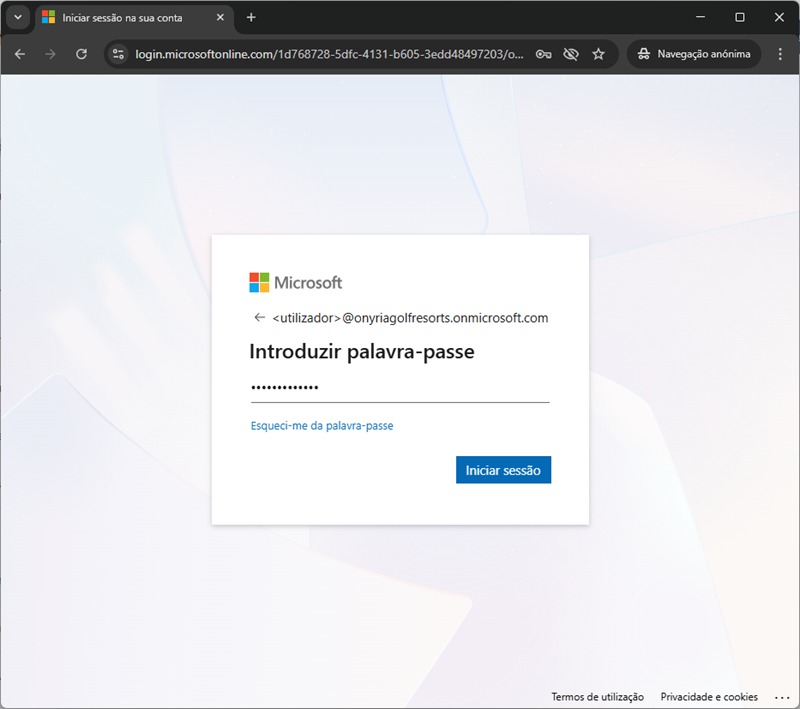 Iniciar sessão na sua conta
login.microsoftonline.com/1d768728-5dfc-4131-b605-3edd48497203/o...
Navegação anónima
Microsoft
<utilizador>@onyriagolfresorts.onmicrosoft.com
Introduzir palavra-passe
•••••••••••••
Esqueci-me da palavra-passe
Iniciar sessão
Termos de utilização Privacidade e cookies ...